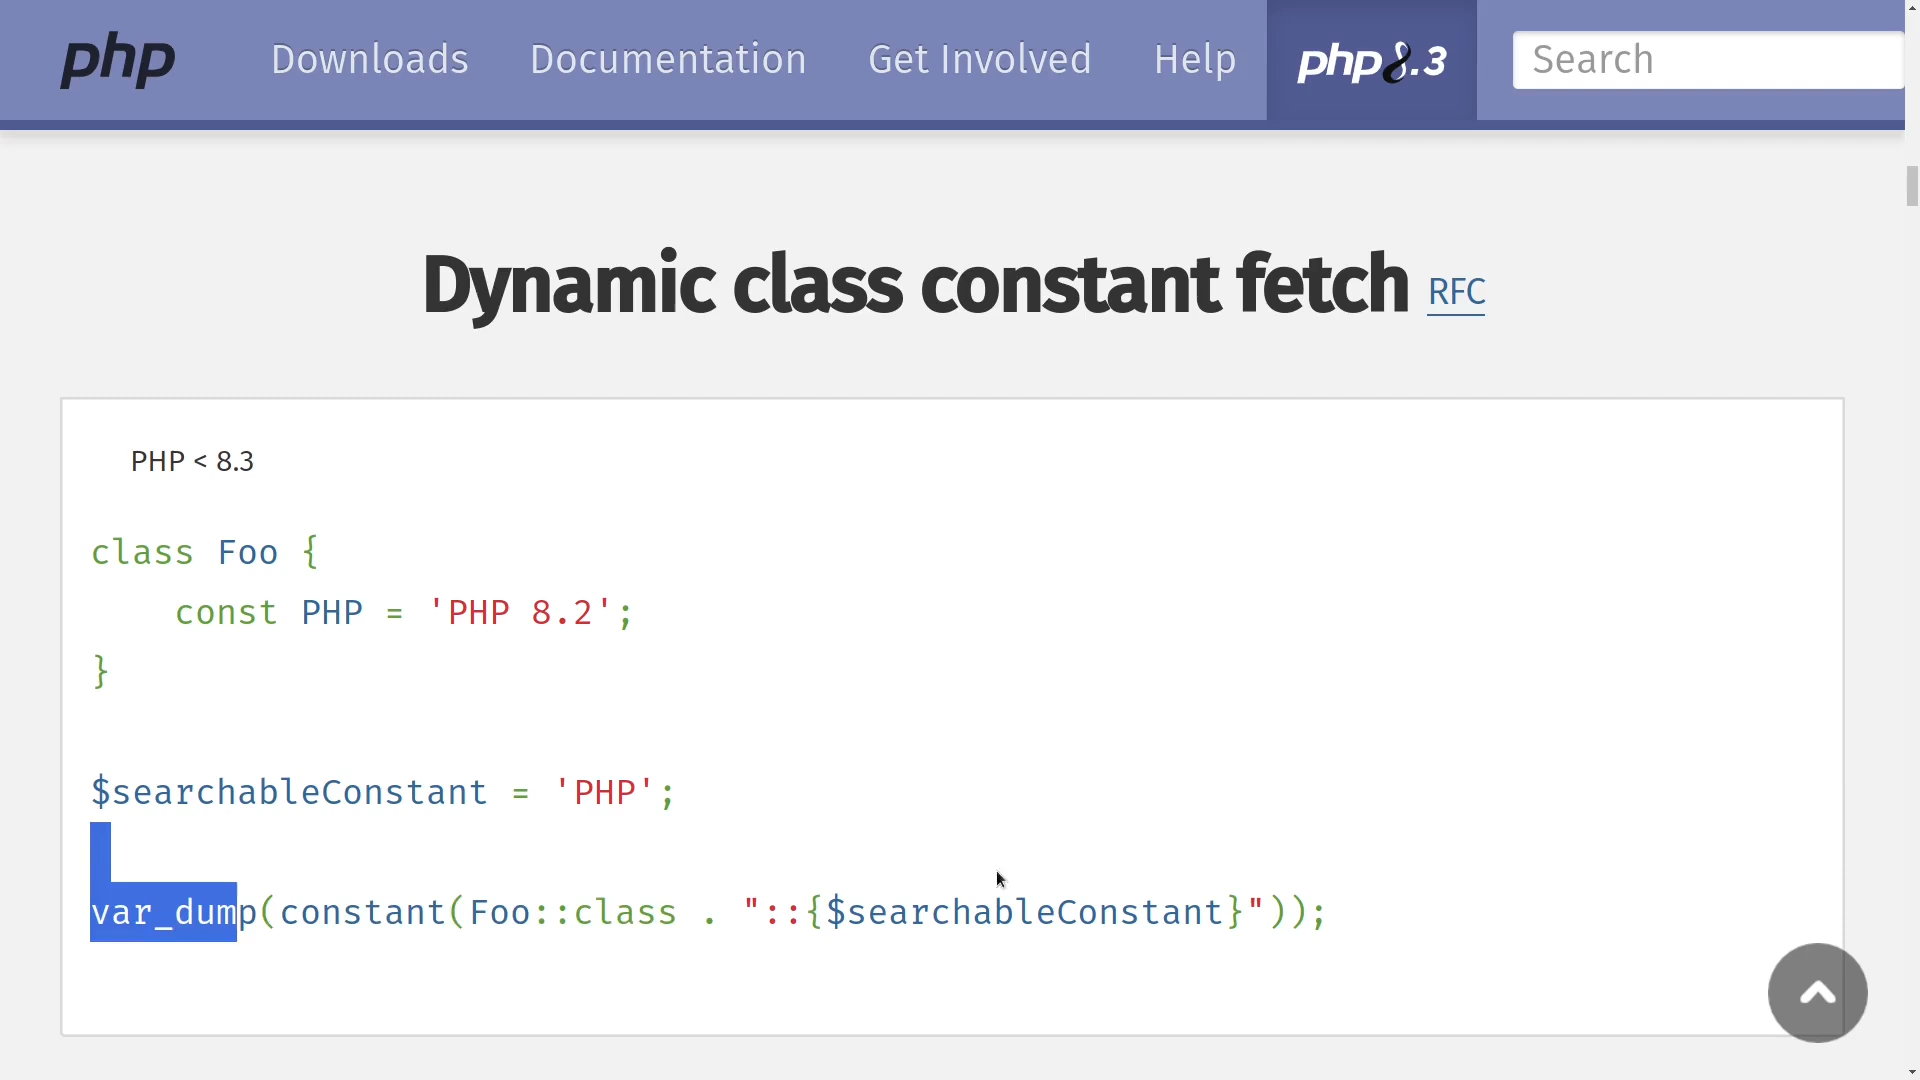 php Downloads Documentation Get Involved Help php8.3 Search
Dynamic class constant fetch RFC
PHP < 8.3
class Foo {
    const PHP = 'PHP 8.2';
}
$searchableConstant = 'PHP';
var_dump(constant(Foo::class . "::{$searchableConstant}"));